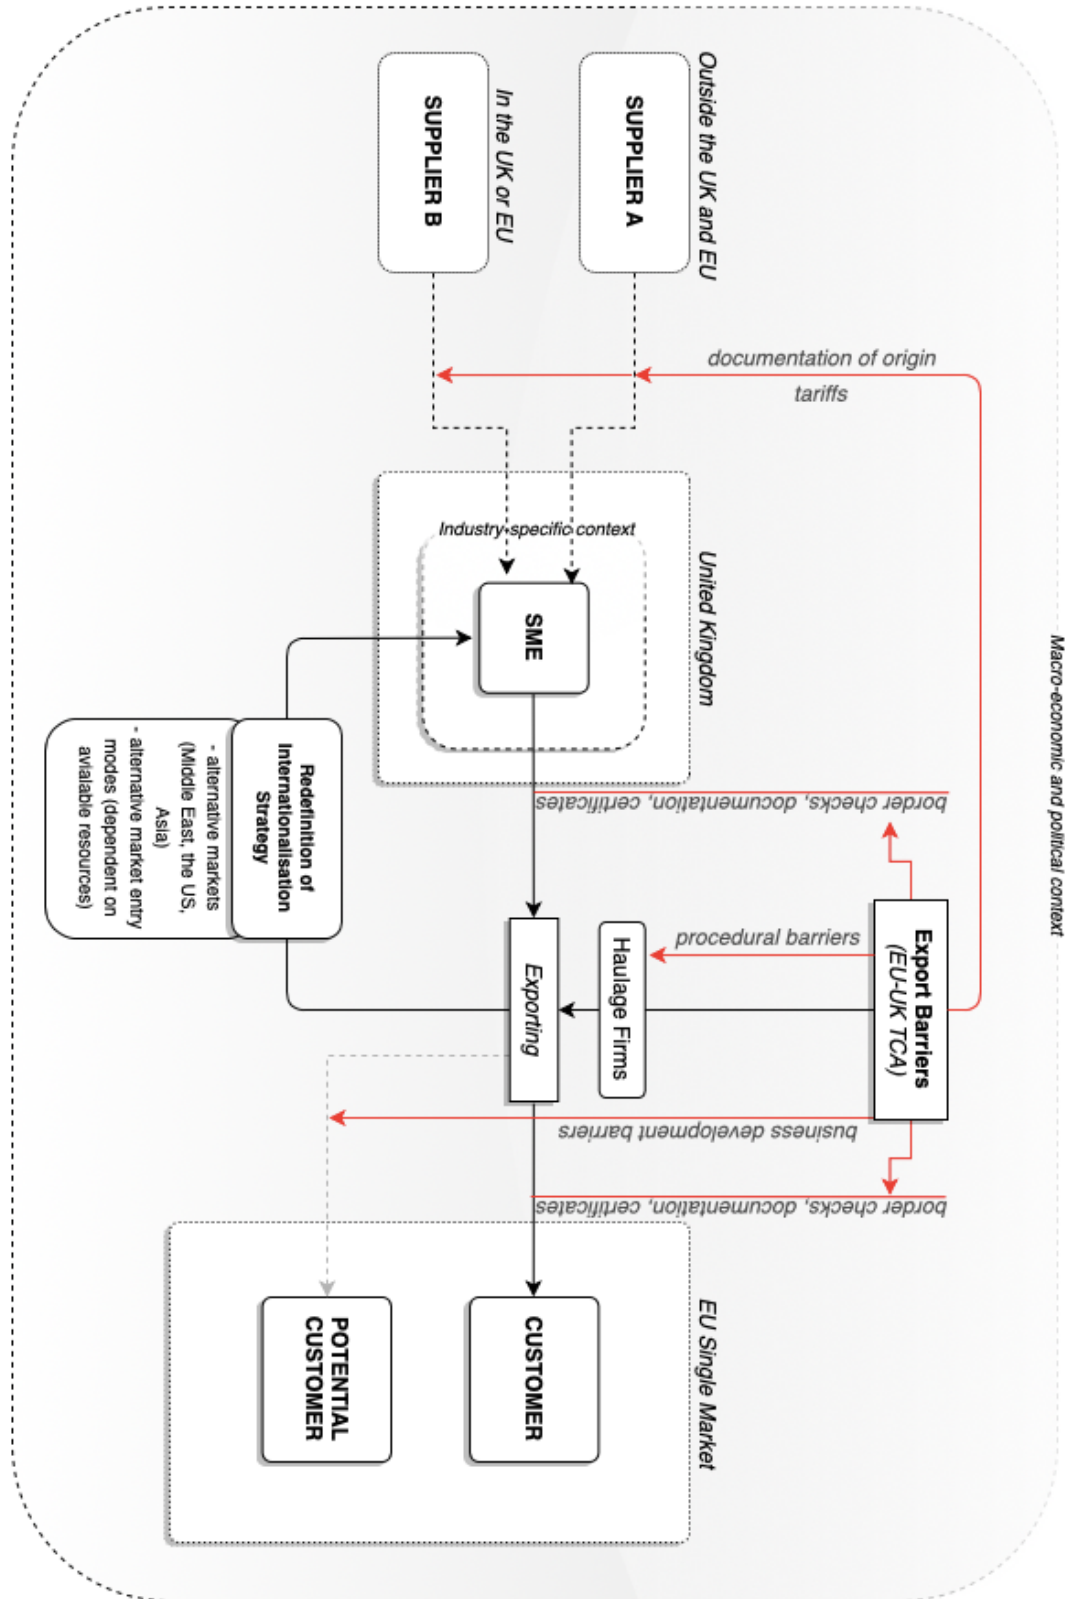 Macro-economic and political context
Outside the UK and EU
SUPPLIER A
In the UK or EU
SUPPLIER B
documentation of origin
tariffs
United Kingdom
Industry-specific context
SME
border checks, documentation, certificates
Export Barriers
(EU-UK TCA)
procedural barriers
Haulage Firms
Exporting
business development barriers
border checks, documentation, certificates
Redefinition of
Internationalisation
Strategy
- alternative markets
(Middle East, the US,
Asia)
- alternative market entry
modes (dependent on
avialable resources)
EU Single Market
CUSTOMER
POTENTIAL
CUSTOMER